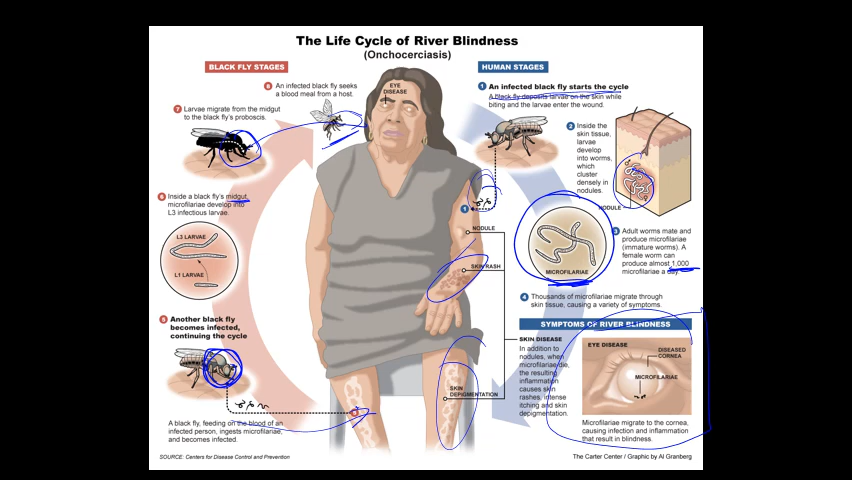 The Life Cycle of River Blindness
(Onchocerciasis)
BLACK FLY STAGES
HUMAN STAGES
8 An infected black fly seeks
a blood meal from a host.
7 Larvae migrate from the midgut
to the black fly's proboscis.
6 Inside a black fly's midgut,
microfilariae develop into
L3 infectious larvae.
L3 LARVAE
L1 LARVAE
5 Another black fly
becomes infected,
continuing the cycle
A black fly, feeding on the blood of an
infected person, ingests microfilariae,
and becomes infected.
EYE
DISEASE
1
NODULE
SKIN RASH
SKIN
DEPIGMENTATION
1 An infected black fly starts the cycle
A black fly deposits larvae on the skin while
biting and the larvae enter the wound.
2 Inside the
skin tissue,
larvae
develop
into worms,
which
cluster
densely in
nodules.
NODULE
MICROFILARIAE
3 Adult worms mate and
produce microfilariae
(immature worms). A
female worm can
produce almost 1,000
microfilariae a day.
4 Thousands of microfilariae migrate through
skin tissue, causing a variety of symptoms.
SYMPTOMS OF RIVER BLINDNESS
SKIN DISEASE
In addition to
nodules, when
microfilariae die,
the resulting
inflammation
causes skin
rashes, intense
itching and skin
depigmentation.
EYE DISEASE
DISEASED
CORNEA
MICROFILARIAE
Microfilariae migrate to the cornea,
causing infection and inflammation
that result in blindness.
SOURCE: Centers for Disease Control and Prevention
The Carter Center / Graphic by Al Granberg